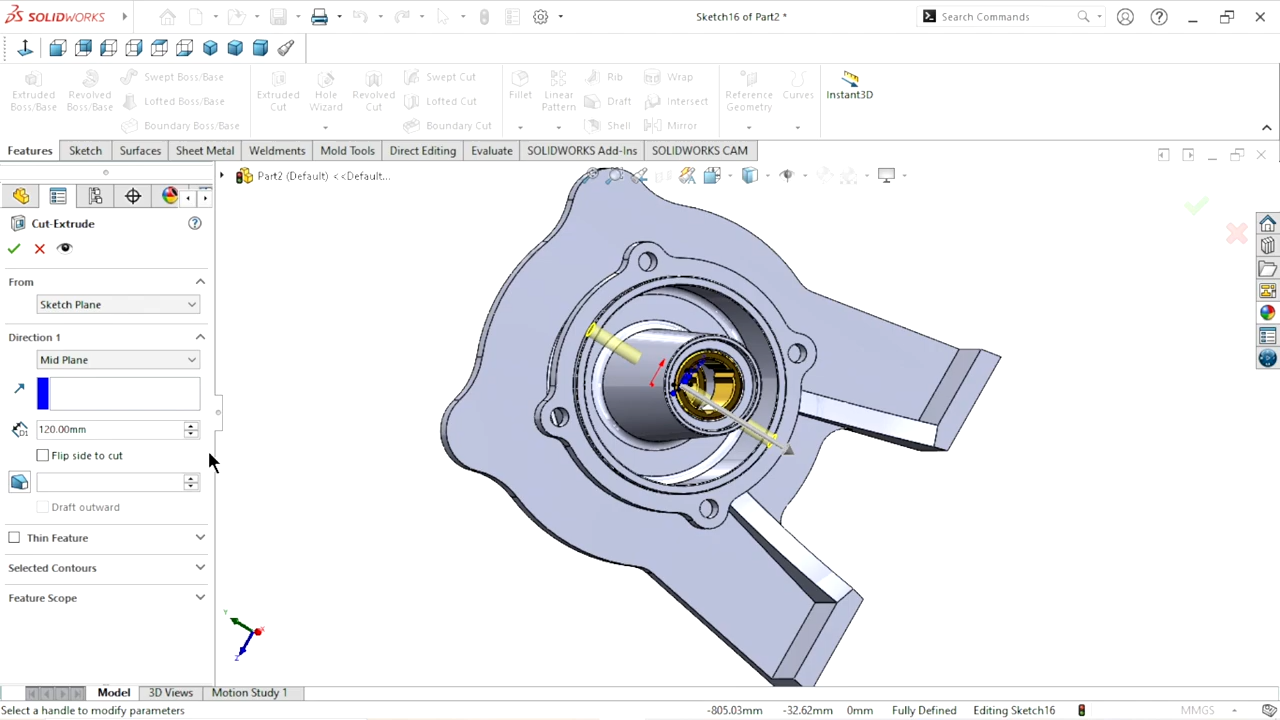 SOLIDWORKS
Sketch16 of Part2 *
Search Commands
Extruded Boss/Base
Revolved Boss/Base
Swept Boss/Base
Lofted Boss/Base
Boundary Boss/Base
Extruded Cut
Hole Wizard
Revolved Cut
Swept Cut
Lofted Cut
Boundary Cut
Fillet
Linear Pattern
Rib
Draft
Shell
Wrap
Intersect
Mirror
Reference Geometry
Curves
Instant3D
Features
Sketch
Surfaces
Sheet Metal
Weldments
Mold Tools
Direct Editing
Evaluate
SOLIDWORKS Add-Ins
SOLIDWORKS CAM
Part2 (Default) <<Default...
Cut-Extrude
From
Sketch Plane
Direction 1
Mid Plane
D1
120.00mm
Flip side to cut
Draft outward
Thin Feature
Selected Contours
Feature Scope
Y
X
Z
Model
3D Views
Motion Study 1
Select a handle to modify parameters
-805.03mm
-32.62mm
0mm
Fully Defined
Editing Sketch16
MMGS